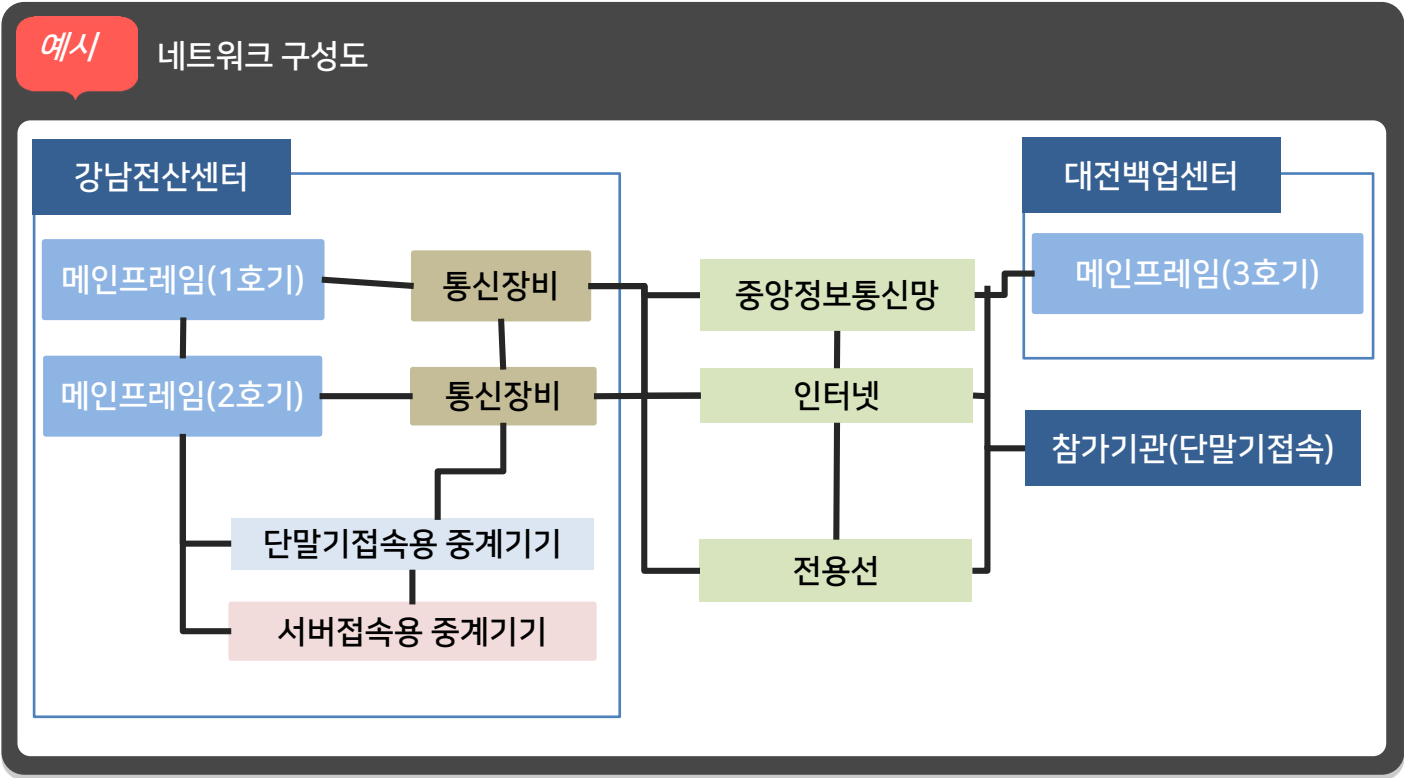 예시
네트워크 구성도
강남전산센터
메인프레임(1호기)
통신장비
메인프레임(2호기)
통신장비
단말기접속용 중계기기
서버접속용 중계기기
중앙정보통신망
인터넷
전용선
대전백업센터
메인프레임(3호기)
참가기관(단말기접속)